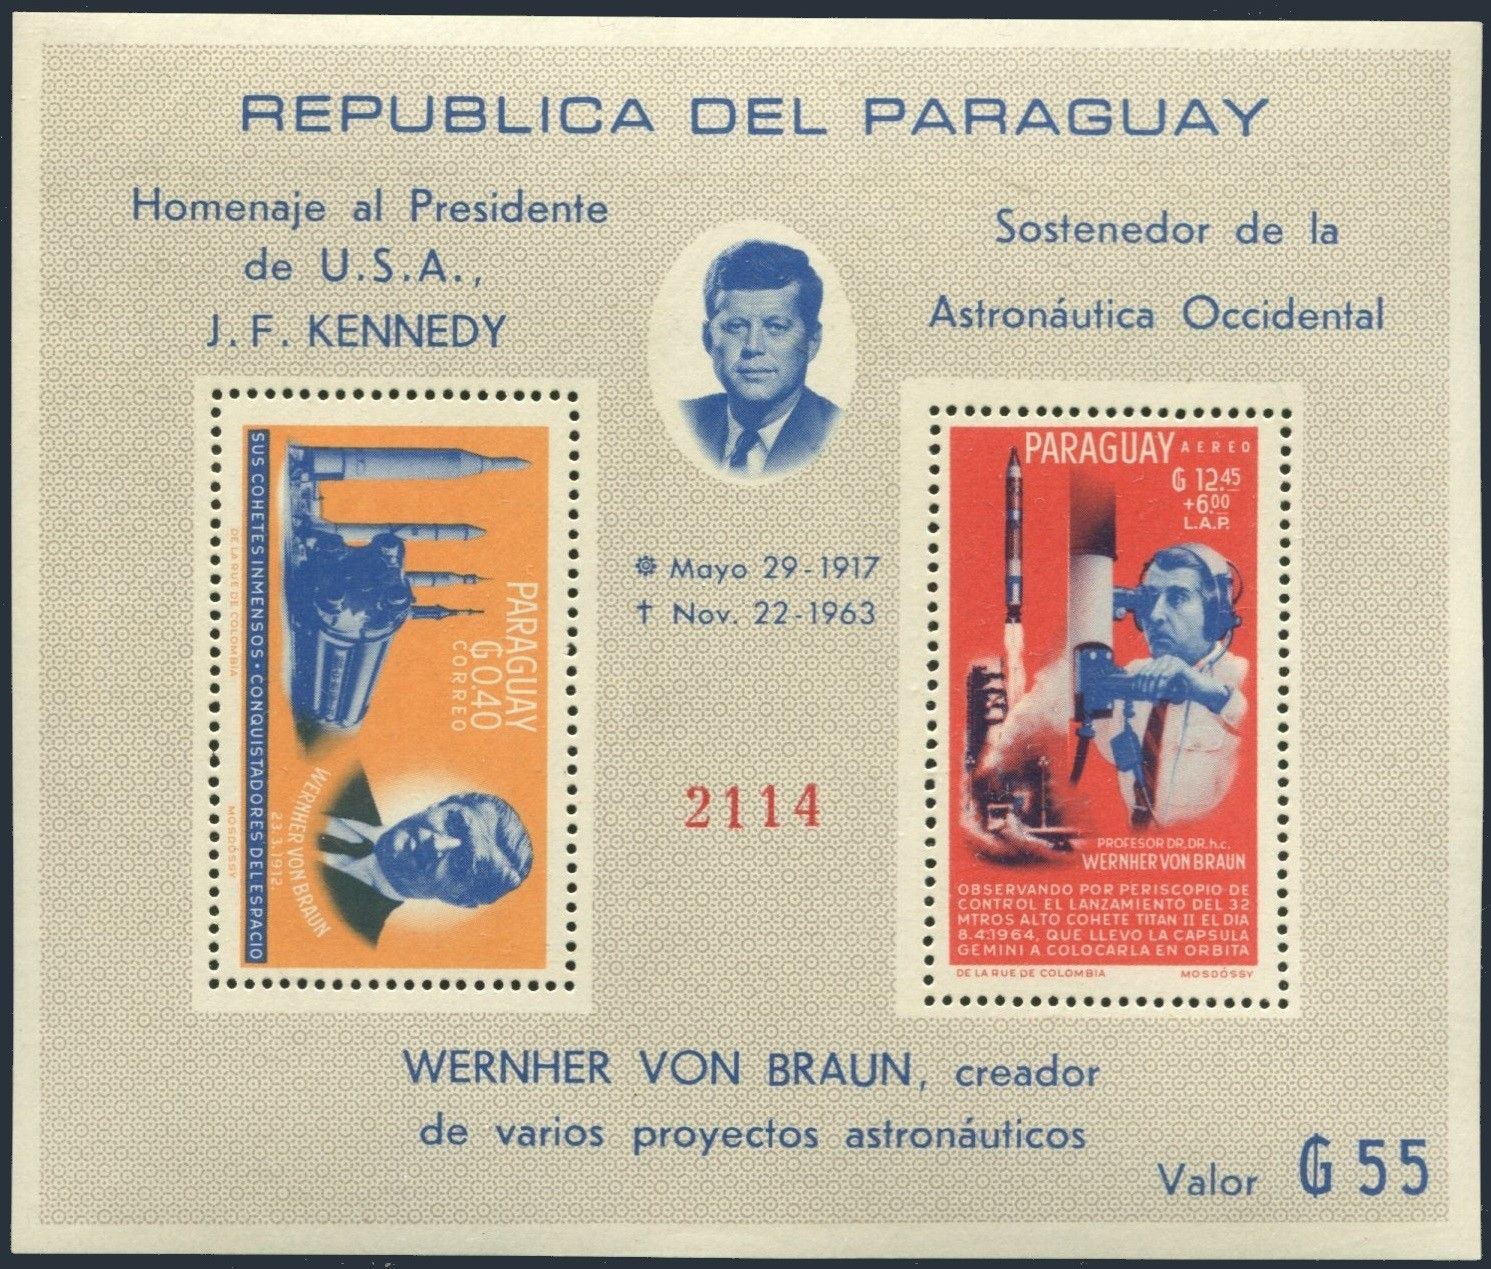 REPUBLICA DEL PARAGUAY
Homenaje al Presidente
de U.S.A.,
J. F. KENNEDY
Sostenedor de la
Astronáutica Occidental
SUS COHETES INMENSOS · CONQUISTADORES DEL ESPACIO
DE LA RUE DE COLOMBIA
MOSDÓSSY
PARAGUAY
₲0.40
CORREO
WERNHER VON BRAUN
23.3.1912.
✵ Mayo 29-1917
† Nov. 22-1963
2114
PARAGUAY AEREO
₲ 12.45
+6.00
L.A.P.
PROFESOR DR. DR. h.c.
WERNHER VON BRAUN
OBSERVANDO POR PERISCOPIO DE
CONTROL EL LANZAMIENTO DEL 32
MTROS ALTO COHETE TITAN II EL DIA
8.4.1964, QUE LLEVO LA CAPSULA
GEMINI A COLOCARLA EN ORBITA
DE LA RUE DE COLOMBIA MOSDÓSSY
WERNHER VON BRAUN, creador
de varios proyectos astronáuticos
Valor ₲ 55